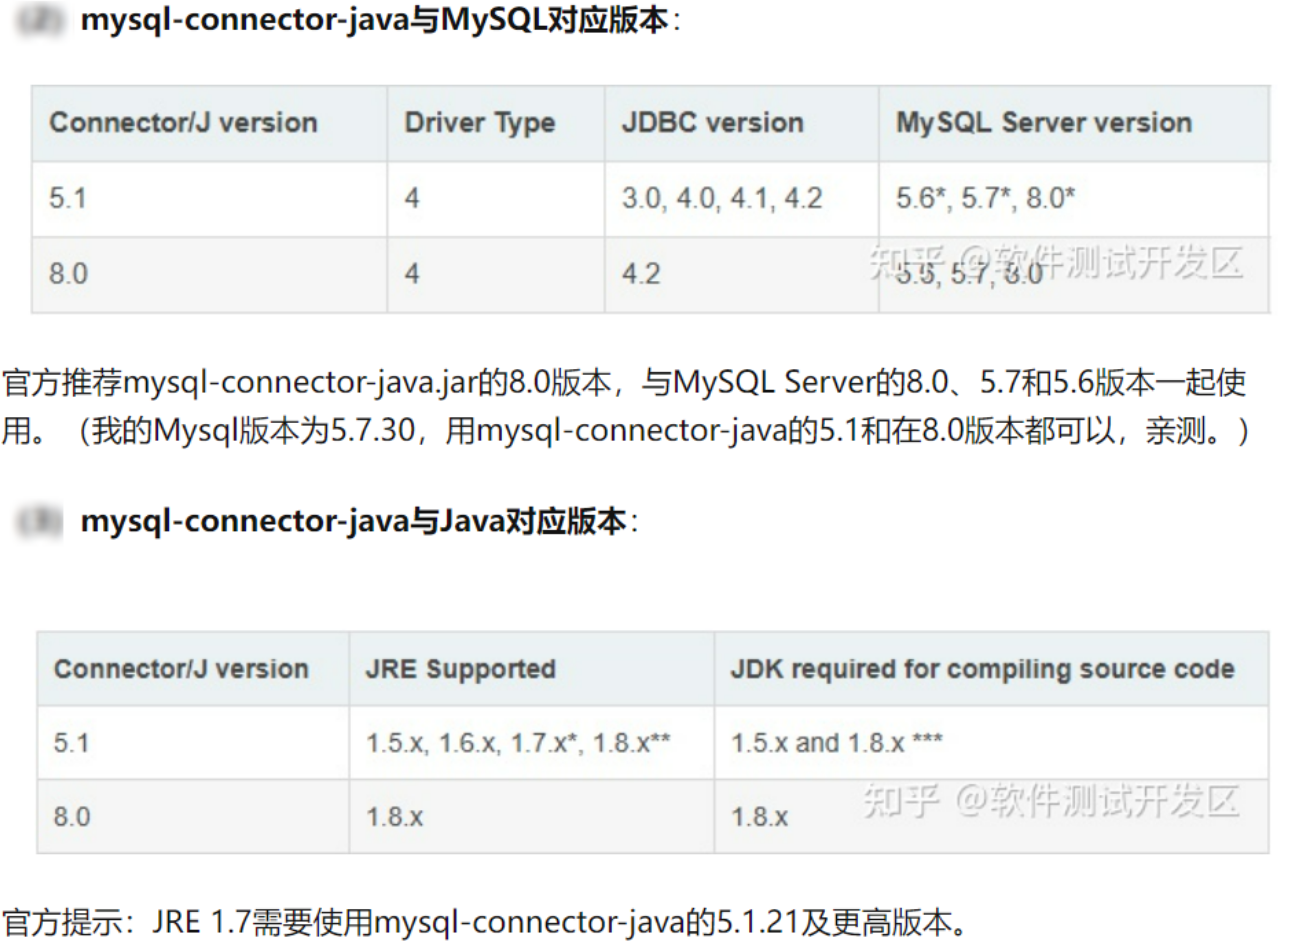 mysql-connector-java与MySQL对应版本：
Connector/J version Driver Type JDBC version MySQL Server version
5.1 4 3.0, 4.0, 4.1, 4.2 5.6*, 5.7*, 8.0*
8.0 4 4.2 5.6, 5.7, 8.0
知乎 @软件测试开发区
官方推荐mysql-connector-java.jar的8.0版本，与MySQL Server的8.0、5.7和5.6版本一起使
用。（我的Mysql版本为5.7.30，用mysql-connector-java的5.1和在8.0版本都可以，亲测。）
mysql-connector-java与Java对应版本：
Connector/J version JRE Supported JDK required for compiling source code
5.1 1.5.x, 1.6.x, 1.7.x*, 1.8.x** 1.5.x and 1.8.x ***
8.0 1.8.x 1.8.x
知乎 @软件测试开发区
官方提示：JRE 1.7需要使用mysql-connector-java的5.1.21及更高版本。